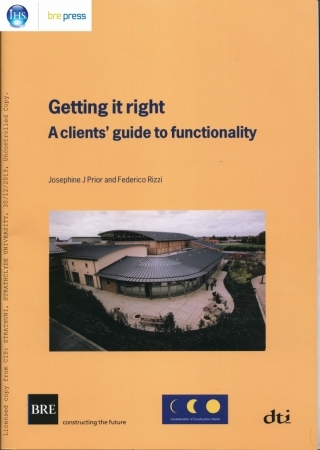 IHS
bre press
Getting it right
A clients' guide to functionality
Josephine J Prior and Federico Rizzi
Licensed copy from CIS: STRATHUNI, STRATHCLYDE UNIVERSITY, 30/12/2013, Uncontrolled Copy.
BRE
constructing the future
Confederation of Construction Clients
dti